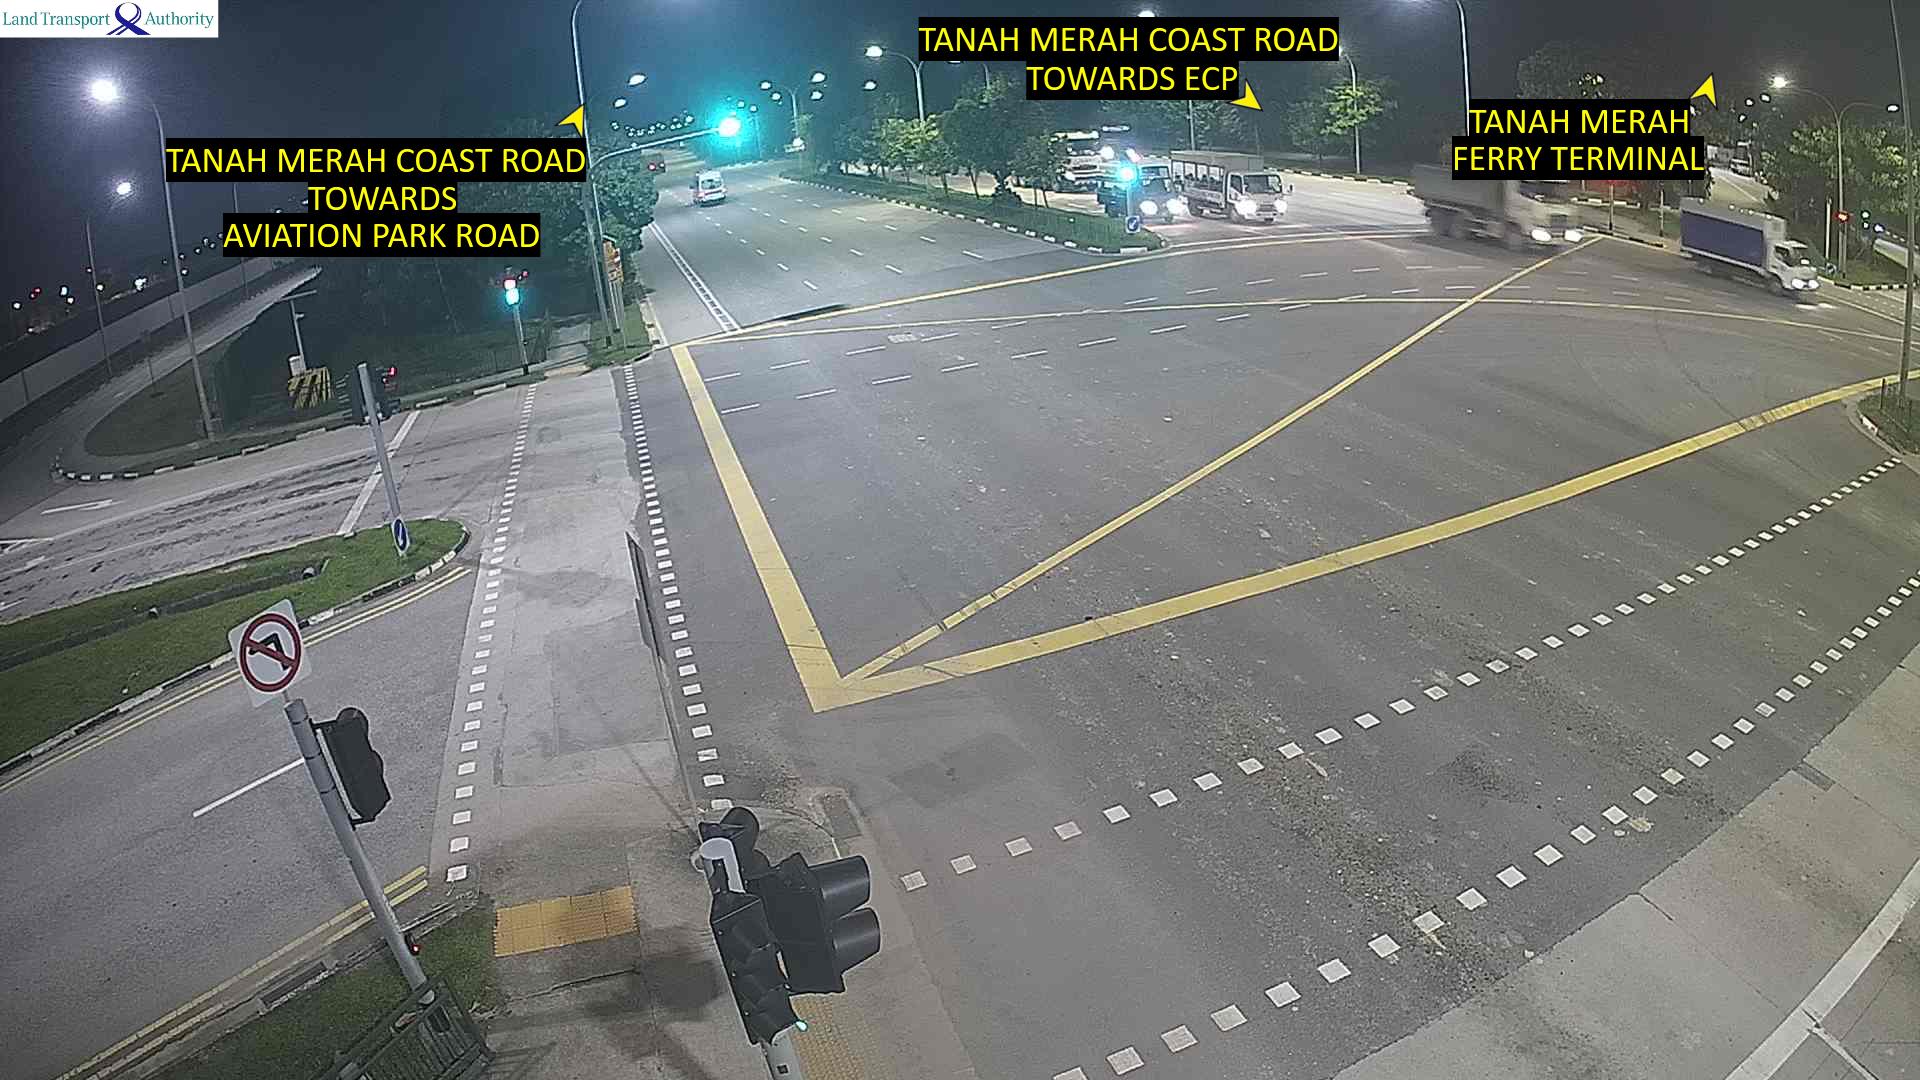 Land Transport Authority
TANAH MERAH COAST ROAD
TOWARDS ECP
TANAH MERAH
FERRY TERMINAL
TANAH MERAH COAST ROAD
TOWARDS
AVIATION PARK ROAD